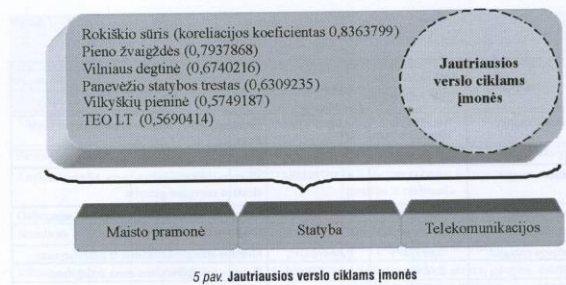 Rokiškio sūris (koreliacijos koeficientas 0,8363799)
Pieno žvaigždės (0,7937868)
Vilniaus degtinė (0,6740216)
Panevėžio statybos trestas (0,6309235)
Vilkyškių pieninė (0,5749187)
TEO LT (0,5690414)
Jautriausios
verslo ciklams
įmonės
Maisto pramonė
Statyba
Telekomunikacijos
5 pav. Jautriausios verslo ciklams įmonės